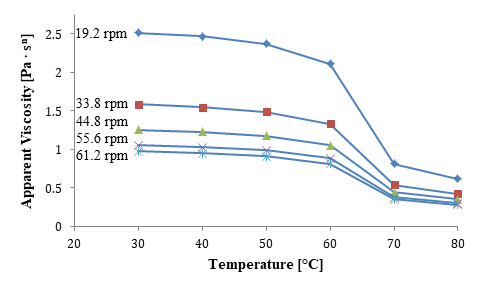 Apparent Viscosity [Pa · sⁿ]
2.5
2
1.5
1
0.5
0
19.2 rpm
33.8 rpm
44.8 rpm
55.6 rpm
61.2 rpm
20 30 40 50 60 70 80
Temperature [°C]